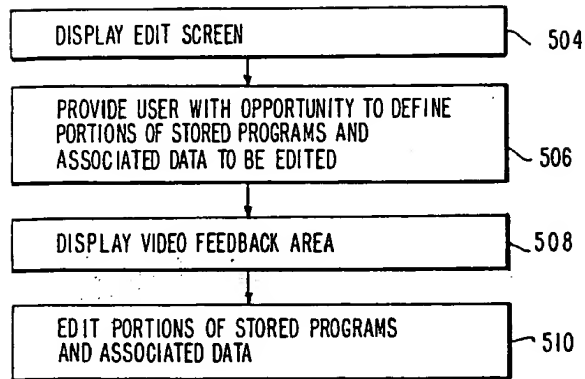 DISPLAY EDIT SCREEN
504
PROVIDE USER WITH OPPORTUNITY TO DEFINE
PORTIONS OF STORED PROGRAMS AND
ASSOCIATED DATA TO BE EDITED
506
DISPLAY VIDEO FEEDBACK AREA
508
EDIT PORTIONS OF STORED PROGRAMS
AND ASSOCIATED DATA
510